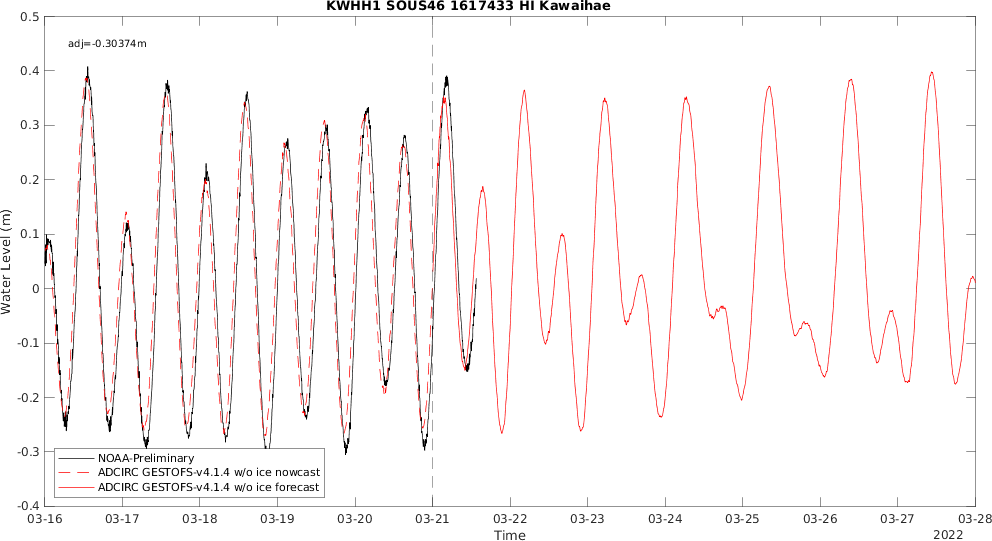 KWHH1 SOUS46 1617433 HI Kawaihae
adj=-0.30374m
0.5
0.4
0.3
0.2
0.1
0
-0.1
-0.2
-0.3
-0.4
Water Level (m)
NOAA-Preliminary
ADCIRC GESTOFS-v4.1.4 w/o ice nowcast
ADCIRC GESTOFS-v4.1.4 w/o ice forecast
03-16 03-17 03-18 03-19 03-20 03-21 03-22 03-23 03-24 03-25 03-26 03-27 03-28
Time
2022